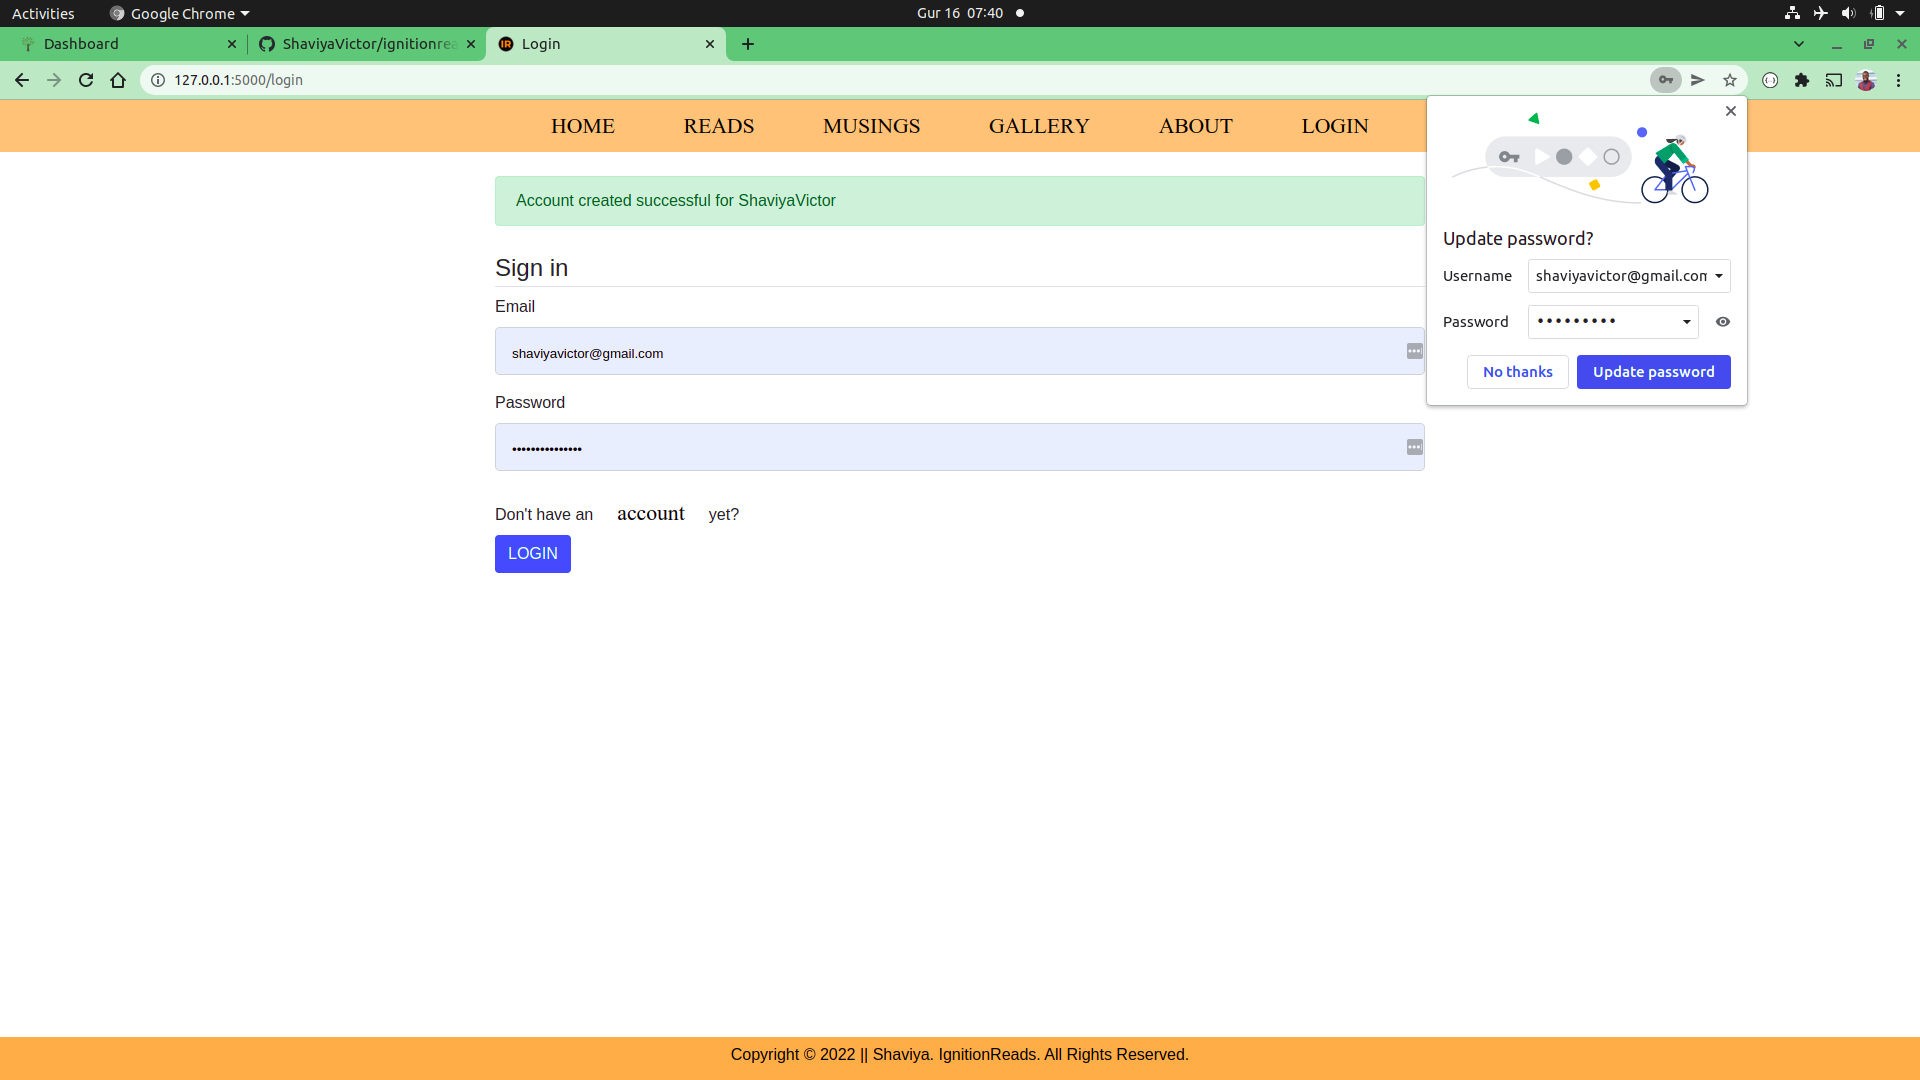 Activities
Google Chrome
Gur 16 07:40
Dashboard
ShaviyaVictor/ignitionrea
Login
127.0.0.1:5000/login
HOME
READS
MUSINGS
GALLERY
ABOUT
LOGIN
Account created successful for ShaviyaVictor
Sign in
Email
shaviyavictor@gmail.com
Password
•••••••••••••••
Don't have an account yet?
LOGIN
Update password?
Username
shaviyavictor@gmail.com
Password
•••••••••
No thanks
Update password
Copyright © 2022 || Shaviya. IgnitionReads. All Rights Reserved.